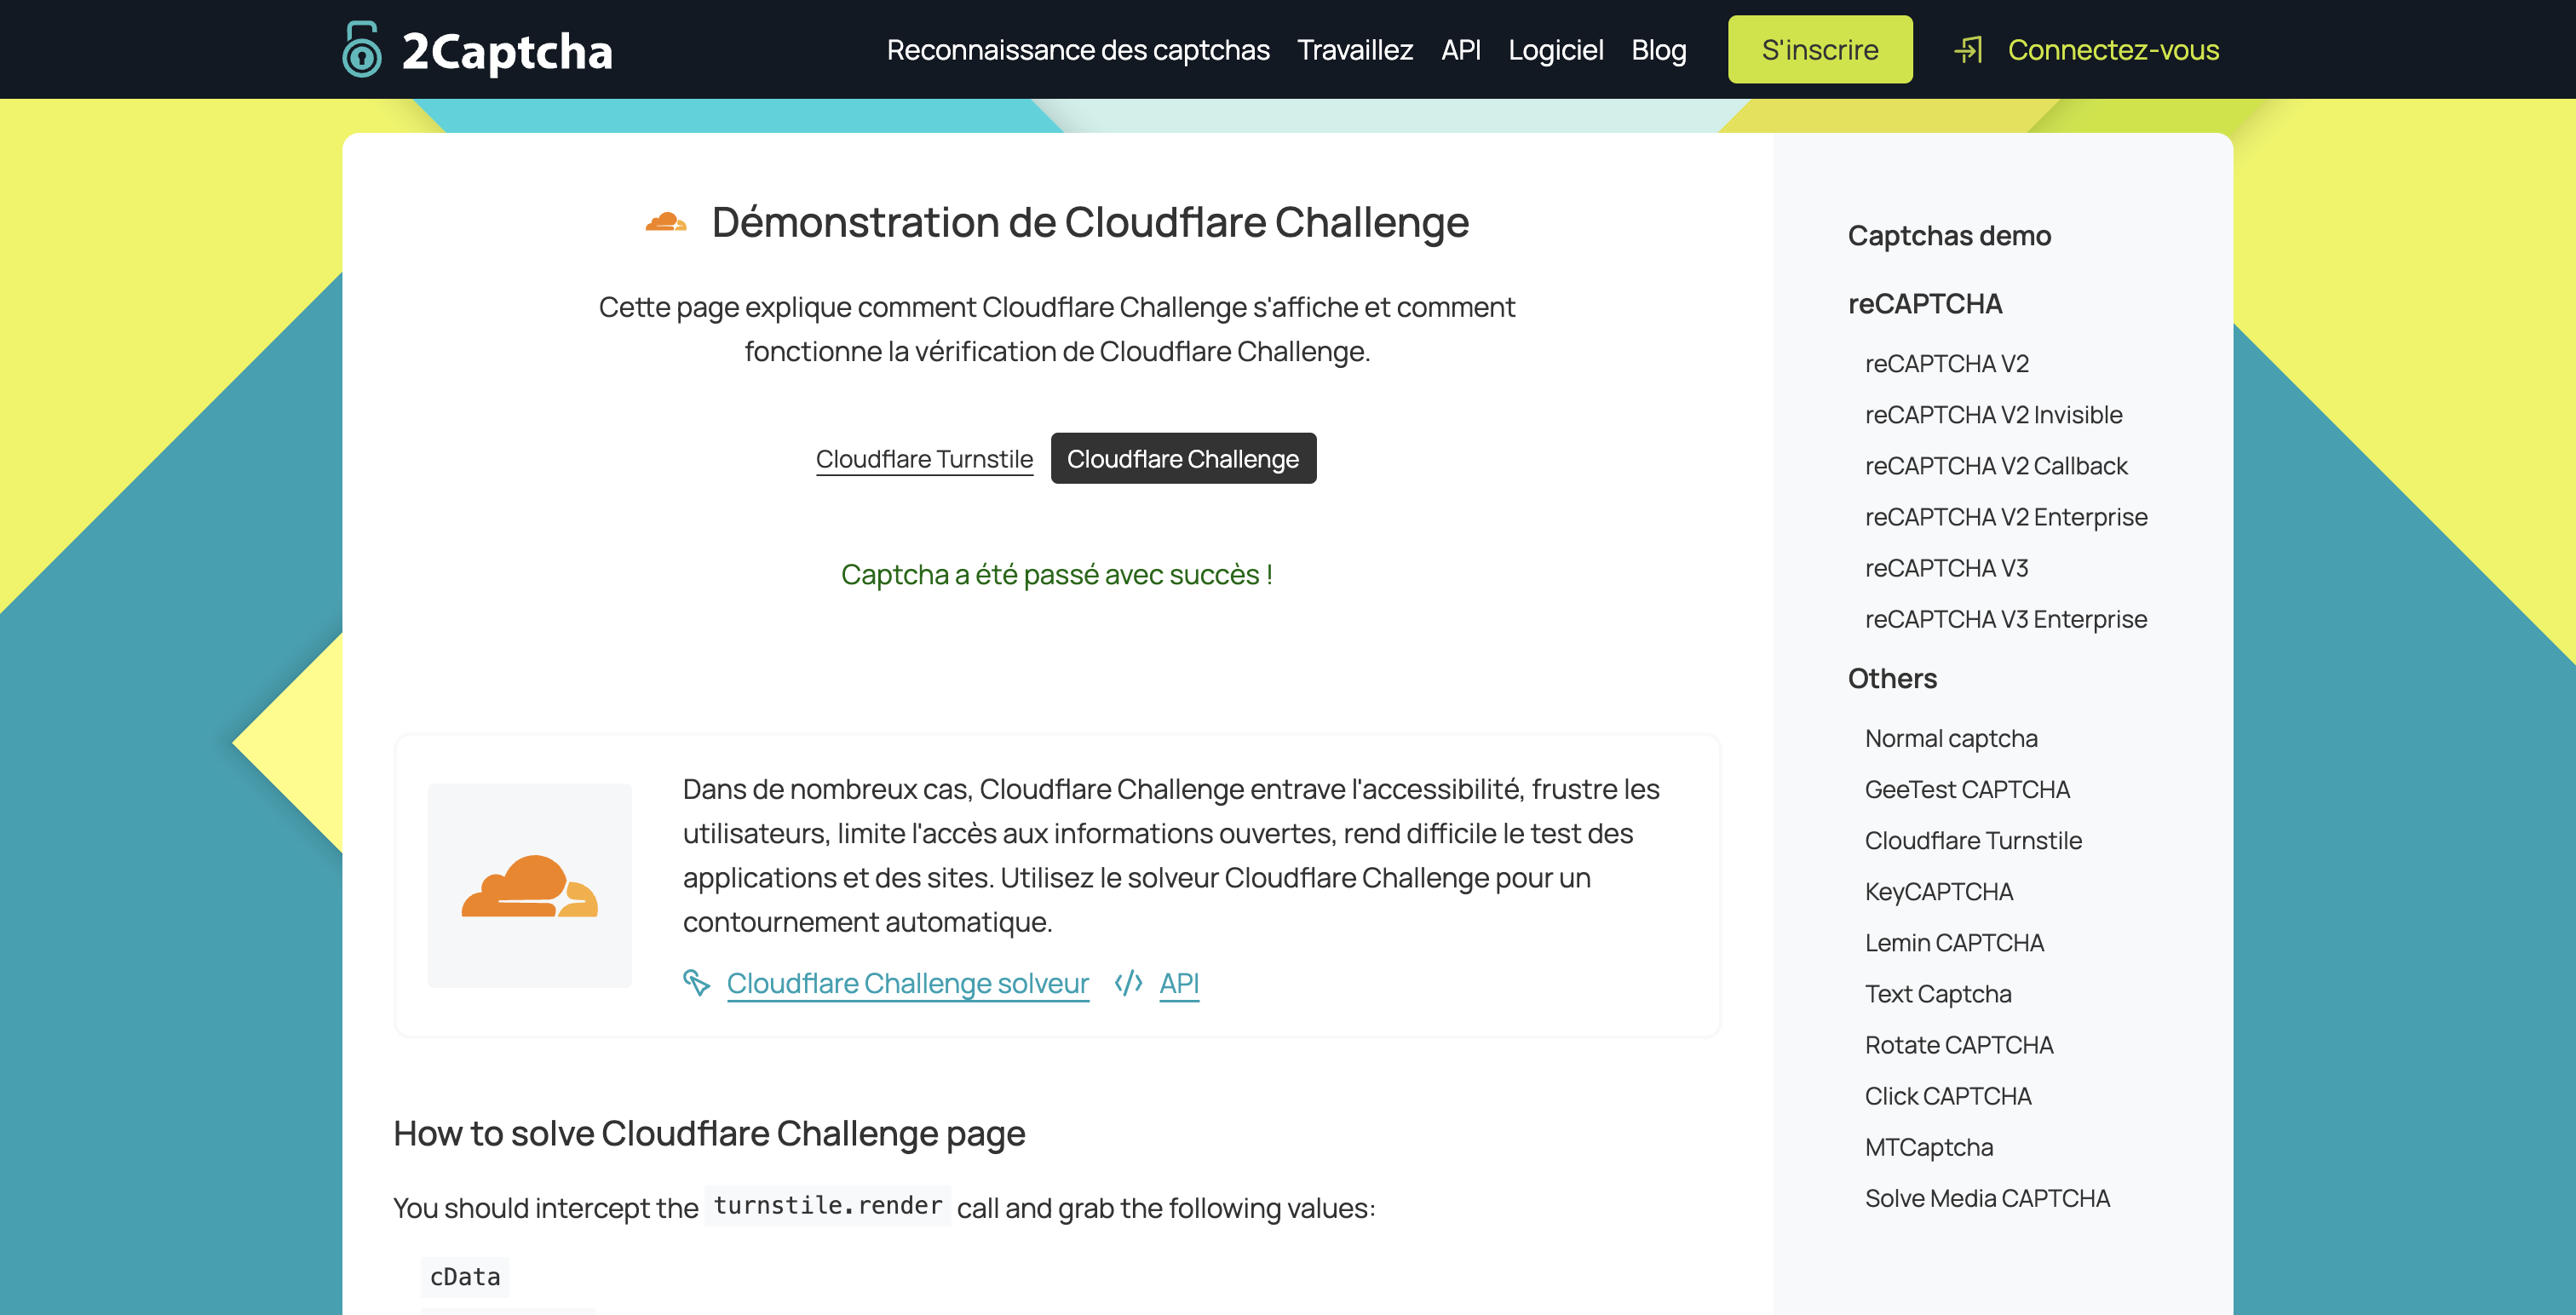 2Captcha
Reconnaissance des captchas Travaillez API Logiciel Blog S'inscrire Connectez-vous
Démonstration de Cloudflare Challenge
Cette page explique comment Cloudflare Challenge s'affiche et comment
fonctionne la vérification de Cloudflare Challenge.
Cloudflare Turnstile Cloudflare Challenge
Captcha a été passé avec succès !
Dans de nombreux cas, Cloudflare Challenge entrave l'accessibilité, frustre les
utilisateurs, limite l'accès aux informations ouvertes, rend difficile le test des
applications et des sites. Utilisez le solveur Cloudflare Challenge pour un
contournement automatique.
Cloudflare Challenge solveur </> API
How to solve Cloudflare Challenge page
You should intercept the turnstile.render call and grab the following values:
cData
Captchas demo
reCAPTCHA
reCAPTCHA V2
reCAPTCHA V2 Invisible
reCAPTCHA V2 Callback
reCAPTCHA V2 Enterprise
reCAPTCHA V3
reCAPTCHA V3 Enterprise
Others
Normal captcha
GeeTest CAPTCHA
Cloudflare Turnstile
KeyCAPTCHA
Lemin CAPTCHA
Text Captcha
Rotate CAPTCHA
Click CAPTCHA
MTCaptcha
Solve Media CAPTCHA